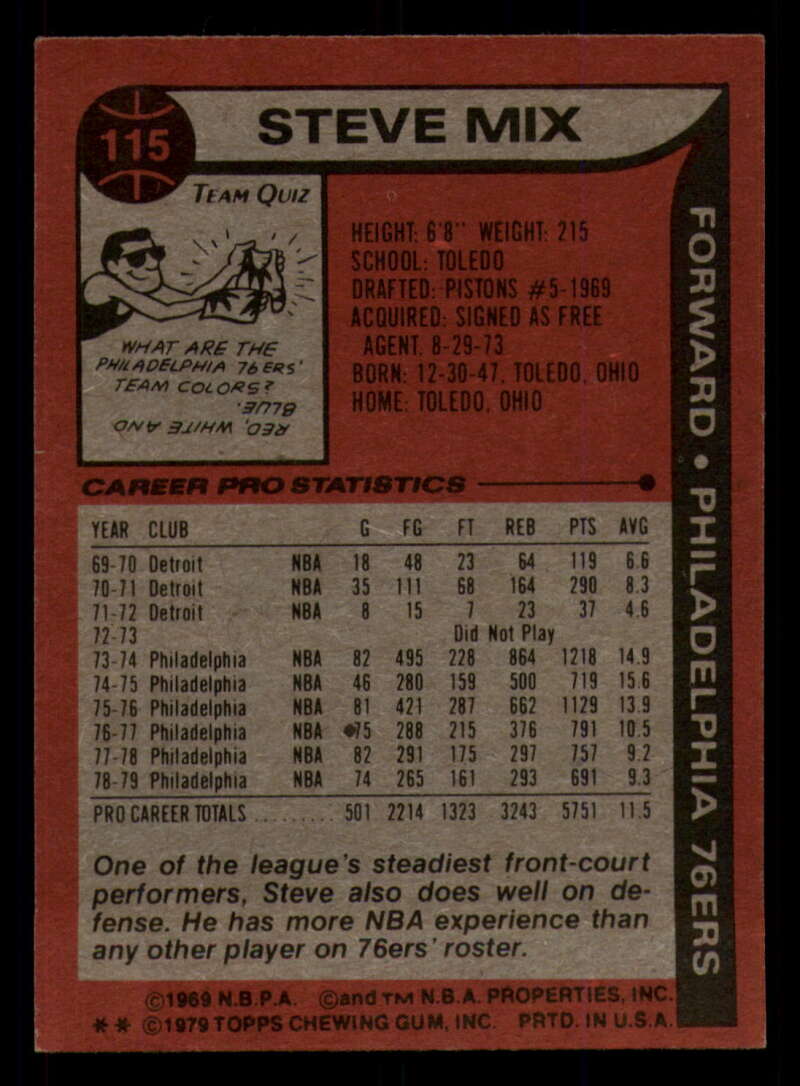 115
STEVE MIX
TEAM QUIZ
WHAT ARE THE
PHILADELPHIA 76ERS'
TEAM COLORS?
RED, WHITE AND
BLUE.
HEIGHT: 6'8" WEIGHT: 215
SCHOOL: TOLEDO
DRAFTED: PISTONS #5-1969
ACQUIRED: SIGNED AS FREE
AGENT, 8-29-73
BORN: 12-30-47, TOLEDO, OHIO
HOME: TOLEDO, OHIO
FORWARD • PHILADELPHIA 76ERS
CAREER PRO STATISTICS
YEAR CLUB G FG FT REB PTS AVG
69-70 Detroit NBA 18 48 23 64 119 6.6
70-71 Detroit NBA 35 111 68 164 290 8.3
71-72 Detroit NBA 8 15 7 23 37 4.6
72-73 Did Not Play
73-74 Philadelphia NBA 82 495 228 864 1218 14.9
74-75 Philadelphia NBA 46 280 159 500 719 15.6
75-76 Philadelphia NBA 81 421 287 662 1129 13.9
76-77 Philadelphia NBA 75 288 215 376 791 10.5
77-78 Philadelphia NBA 82 291 175 297 757 9.2
78-79 Philadelphia NBA 74 265 161 293 691 9.3
PRO CAREER TOTALS ......... 501 2214 1323 3243 5751 11.5
One of the league's steadiest front-court
performers, Steve also does well on de-
fense. He has more NBA experience than
any other player on 76ers' roster.
©1969 N.B.P.A. ©and TM N.B.A. PROPERTIES, INC.
** ©1979 TOPPS CHEWING GUM, INC. PRTD. IN U.S.A.